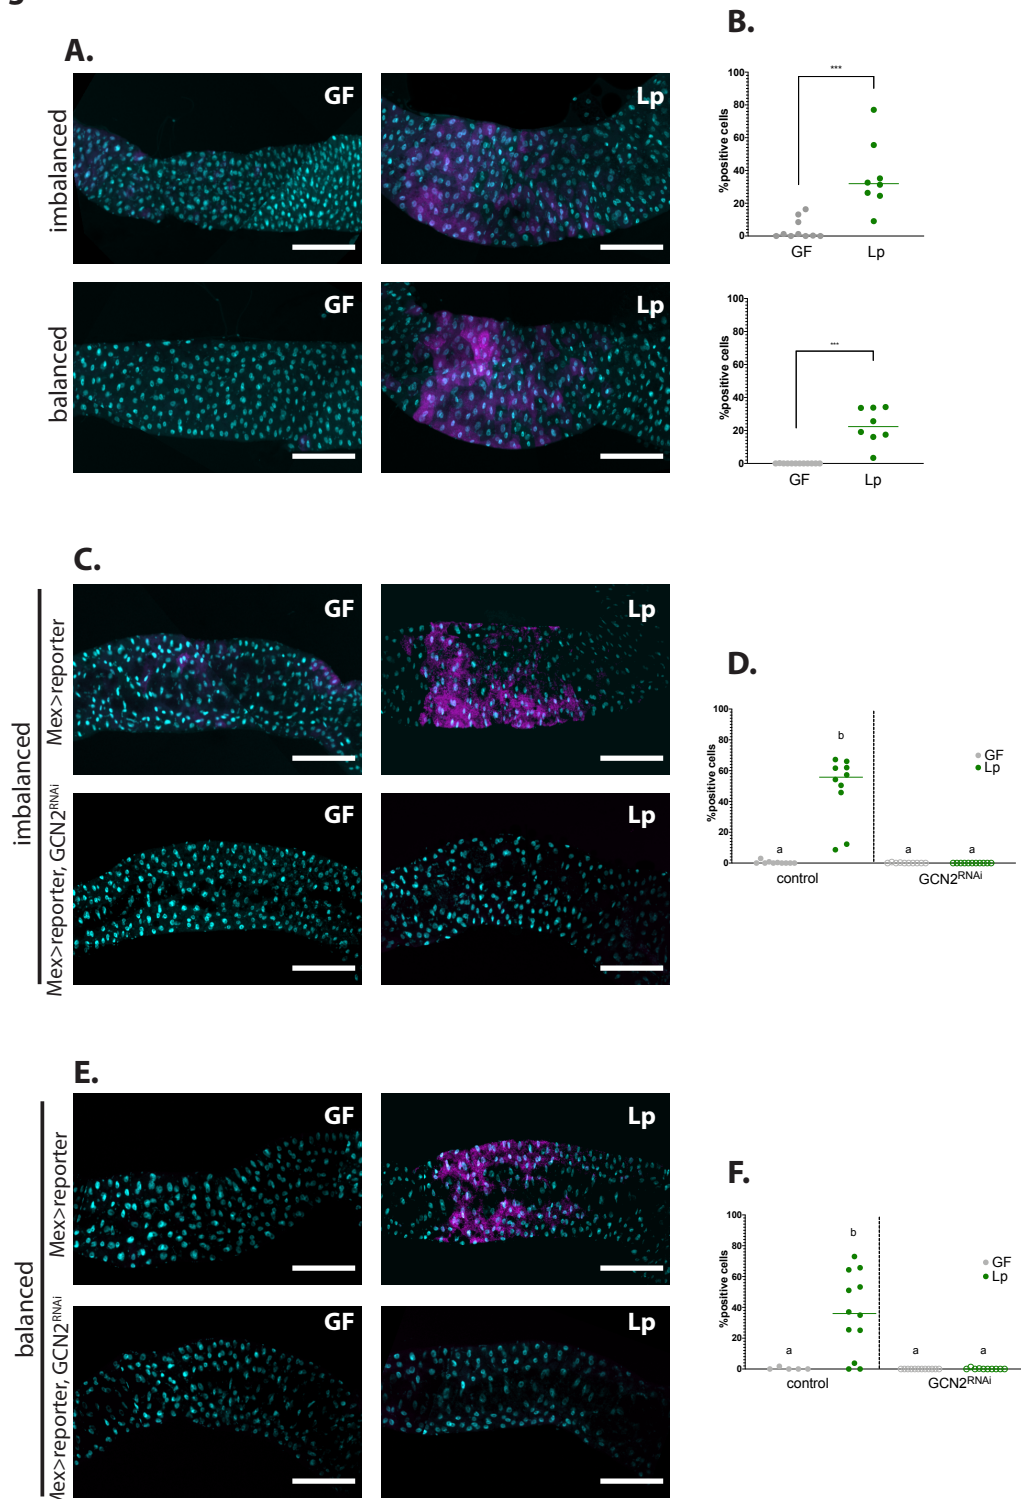 A.
B.
imbalanced
GF
Lp
balanced
GF
Lp
***
%positive cells
100
80
60
40
20
0
GF
Lp
***
%positive cells
100
80
60
40
20
0
GF
Lp
C.
D.
imbalanced
Mex>reporter
GF
Lp
Mex>reporter, GCN2RNAi
GF
Lp
%positive cells
100
80
60
40
20
0
a
b
a
a
GF
Lp
control
GCN2RNAi
E.
F.
balanced
Mex>reporter
GF
Lp
Mex>reporter, GCN2RNAi
GF
Lp
%positive cells
100
80
60
40
20
0
a
b
a
a
GF
Lp
control
GCN2RNAi